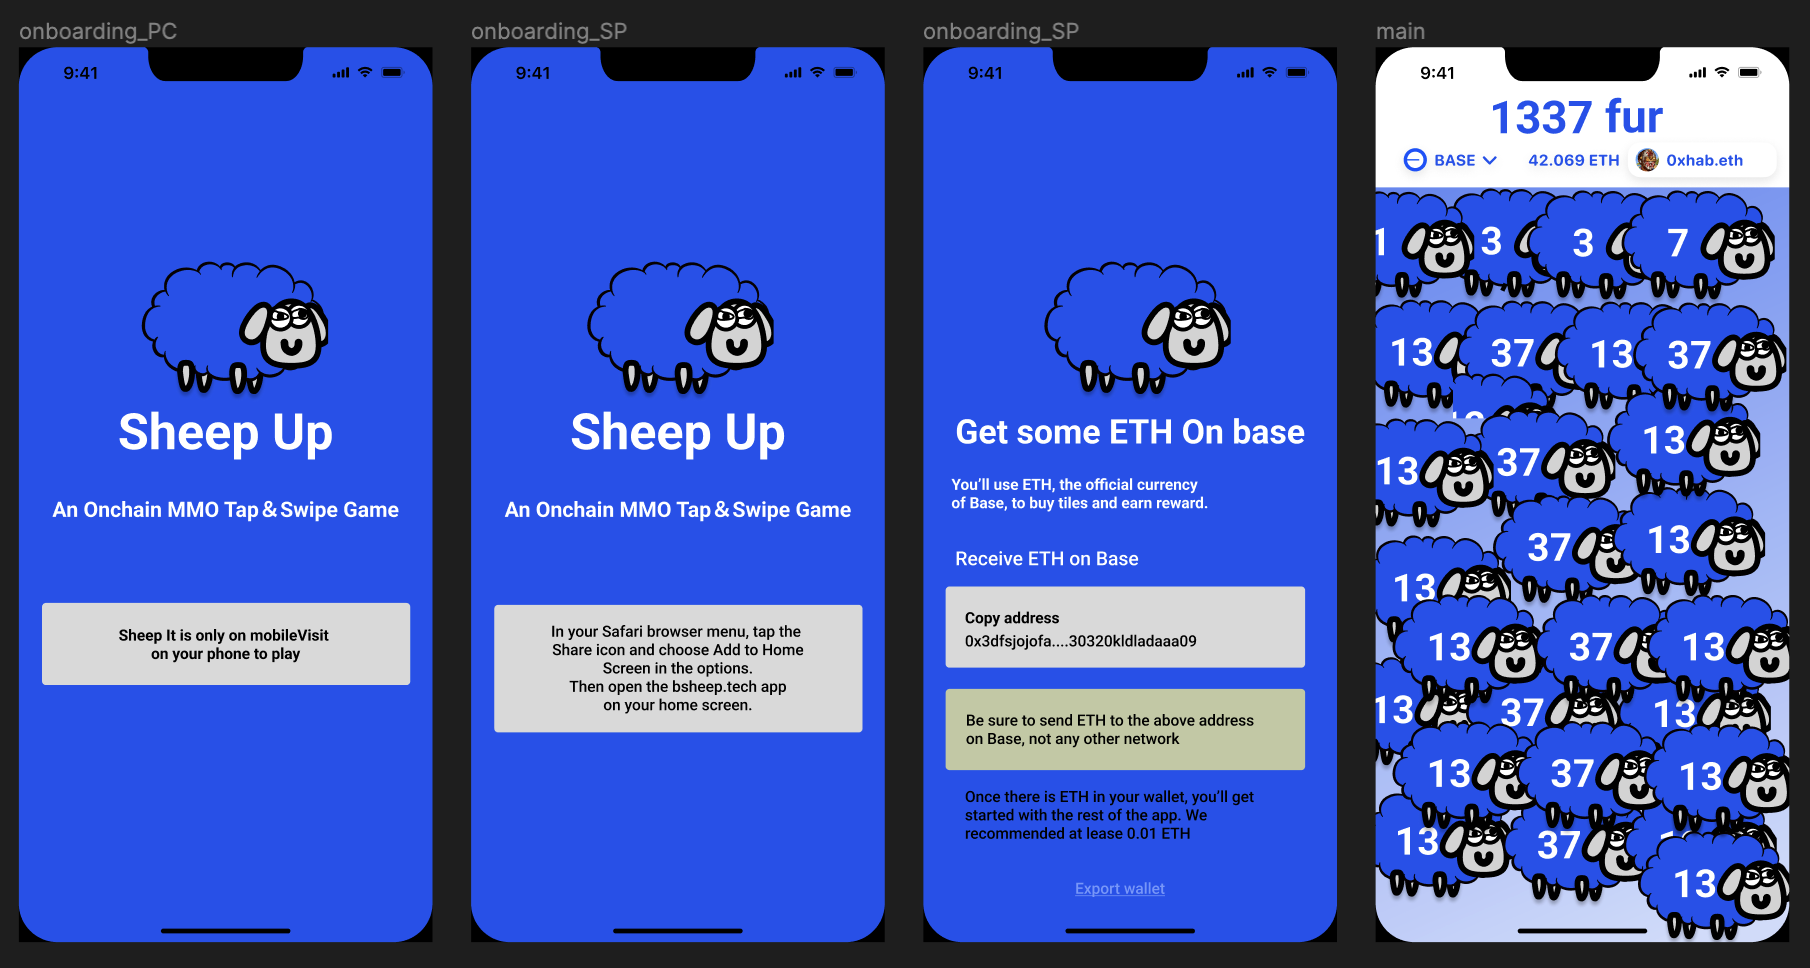 onboarding_PC
9:41
Sheep Up
An Onchain MMO Tap & Swipe Game
Sheep It is only on mobileVisit
on your phone to play
onboarding_SP
9:41
Sheep Up
An Onchain MMO Tap & Swipe Game
In your Safari browser menu, tap the
Share icon and choose Add to Home
Screen in the options.
Then open the bsheep.tech app
on your home screen.
onboarding_SP
9:41
Get some ETH On base
You'll use ETH, the official currency
of Base, to buy tiles and earn reward.
Receive ETH on Base
Copy address
0x3dfsjojofa....30320kldladaaa09
Be sure to send ETH to the above address
on Base, not any other network
Once there is ETH in your wallet, you'll get
started with the rest of the app. We
recommended at lease 0.01 ETH
Export wallet
main
9:41
1337 fur
BASE 42.069 ETH 0xhab.eth
1 3 3 7
13 37 13 37
13
13 37
37 13
13
13 37 13
13 37 13
13 37 13
13 37
13